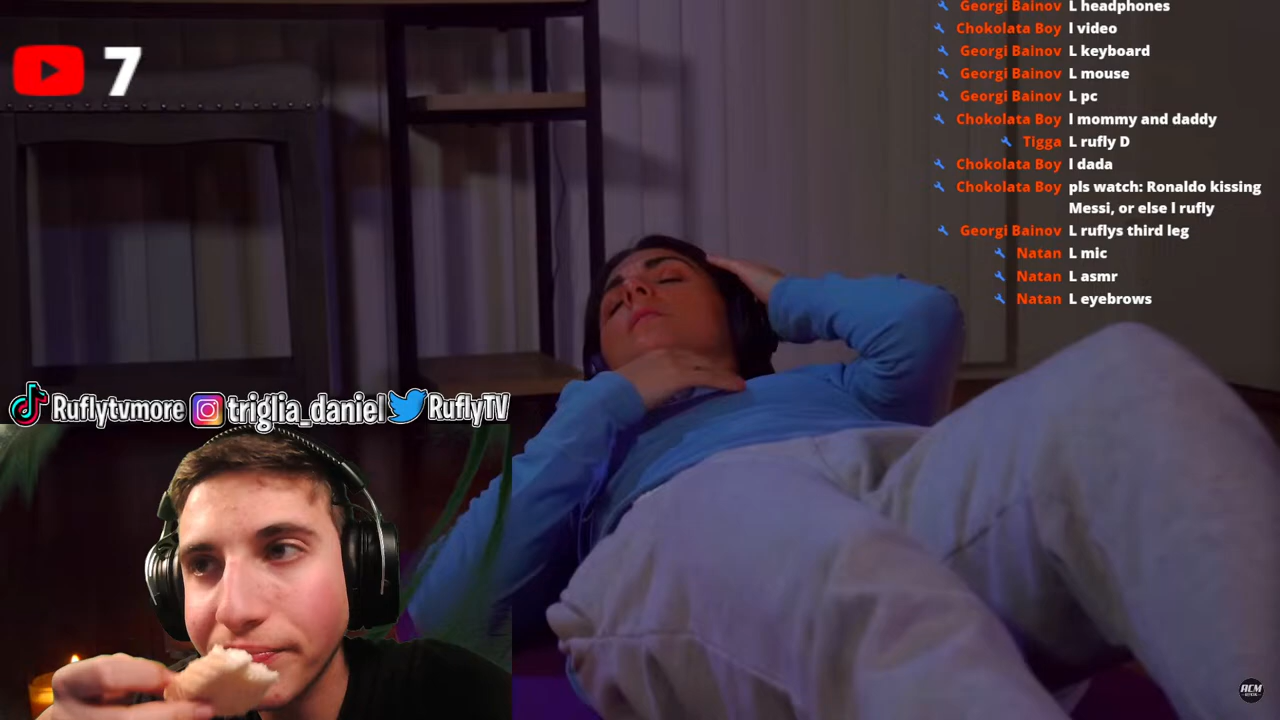 7
Georgi Bainov L headphones
Chokolata Boy l video
Georgi Bainov L keyboard
Georgi Bainov L mouse
Georgi Bainov L pc
Chokolata Boy l mommy and daddy
Tigga L rufly D
Chokolata Boy l dada
Chokolata Boy pls watch: Ronaldo kissing
Messi, or else l rufly
Georgi Bainov L ruflys third leg
Natan L mic
Natan L asmr
Natan L eyebrows
Ruflytvmore triglia_daniel RuflyTV
ACM